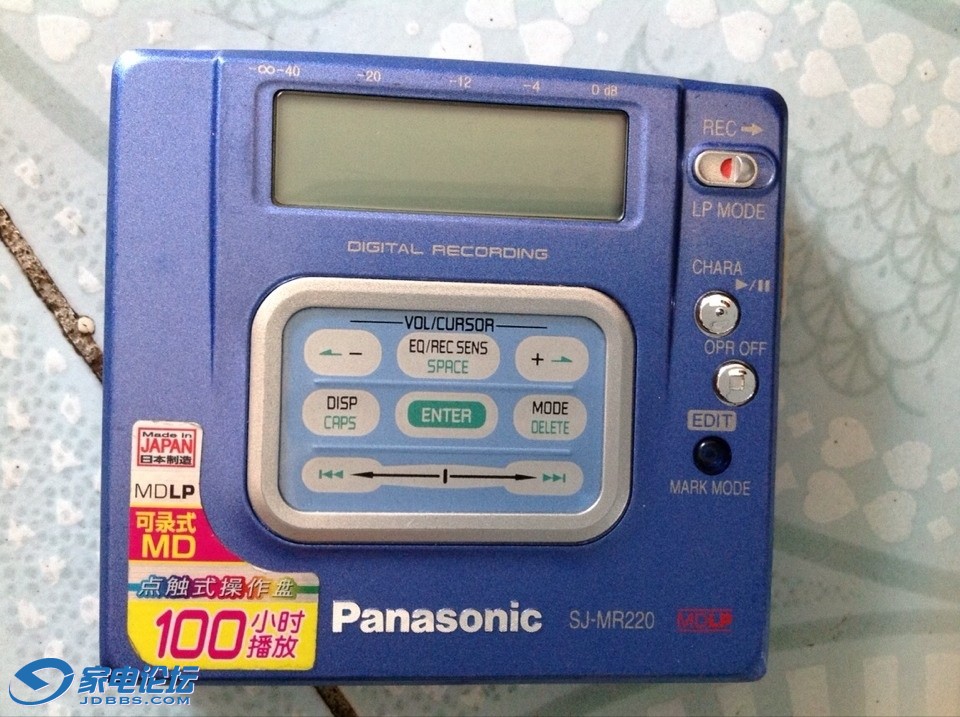 -∞-40 -20 -12 -4 0 dB
REC
LP MODE
DIGITAL RECORDING
CHARA
▶/❚❚
OPR OFF
VOL/CURSOR
− EQ/REC SENS +
SPACE
DISP ENTER MODE
CAPS DELETE
EDIT
MARK MODE
Made in
JAPAN
日本制造
MDLP
可录式
MD
点触式操作盘
100小时
播放
Panasonic SJ-MR220 MDLP
家电论坛
JDBBS.COM